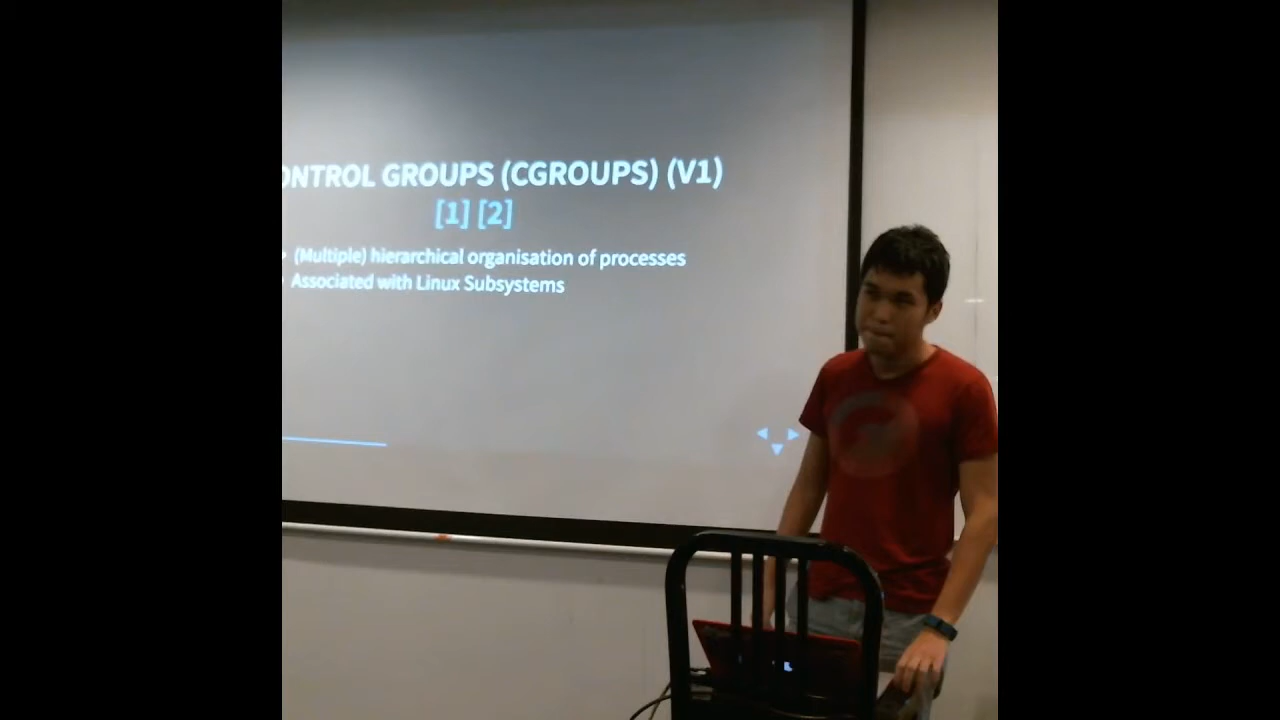 ONTROL GROUPS (CGROUPS) (V1)
[1] [2]
(Multiple) hierarchical organisation of processes
Associated with Linux Subsystems